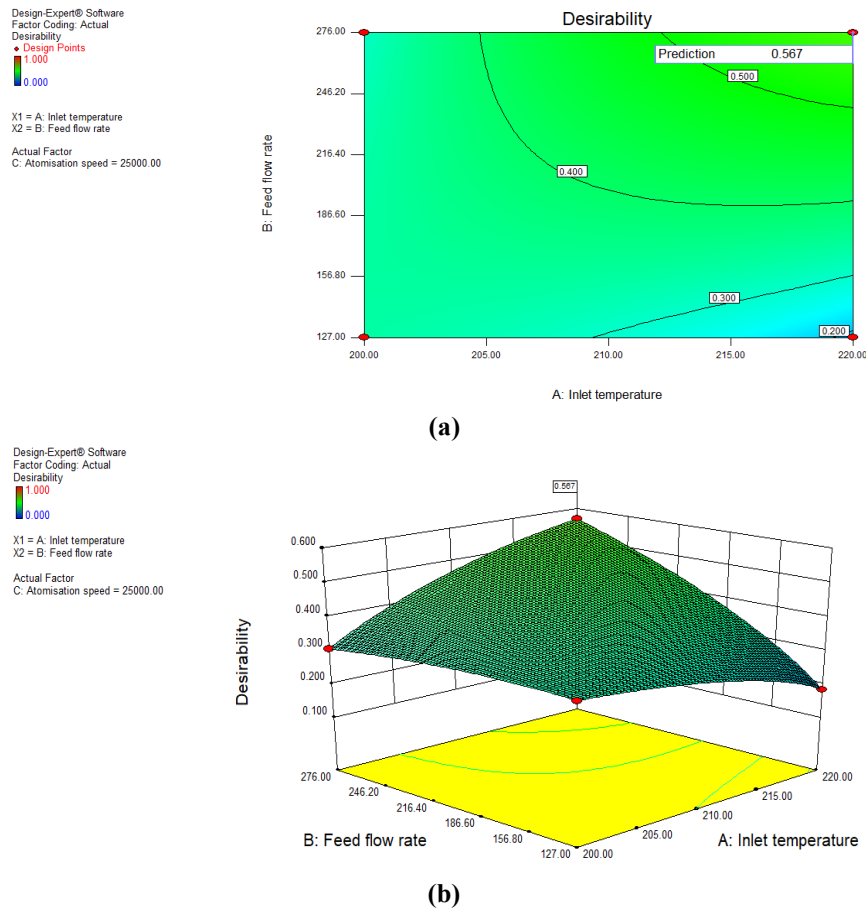 Design-Expert® Software
Factor Coding: Actual
Desirability
Design Points
1.000
0.000
X1 = A: Inlet temperature
X2 = B: Feed flow rate
Actual Factor
C: Atomisation speed = 25000.00
Desirability
276.00
246.20
216.40
186.60
156.80
127.00
B: Feed flow rate
Prediction 0.567
0.500
0.400
0.300
0.200
200.00 205.00 210.00 215.00 220.00
A: Inlet temperature
(a)
Design-Expert® Software
Factor Coding: Actual
Desirability
1.000
0.000
X1 = A: Inlet temperature
X2 = B: Feed flow rate
Actual Factor
C: Atomisation speed = 25000.00
0.567
0.600
0.500
0.400
0.300
0.200
0.100
Desirability
276.00
246.20
216.40
186.60
156.80
127.00
B: Feed flow rate
200.00
205.00
210.00
215.00
220.00
A: Inlet temperature
(b)